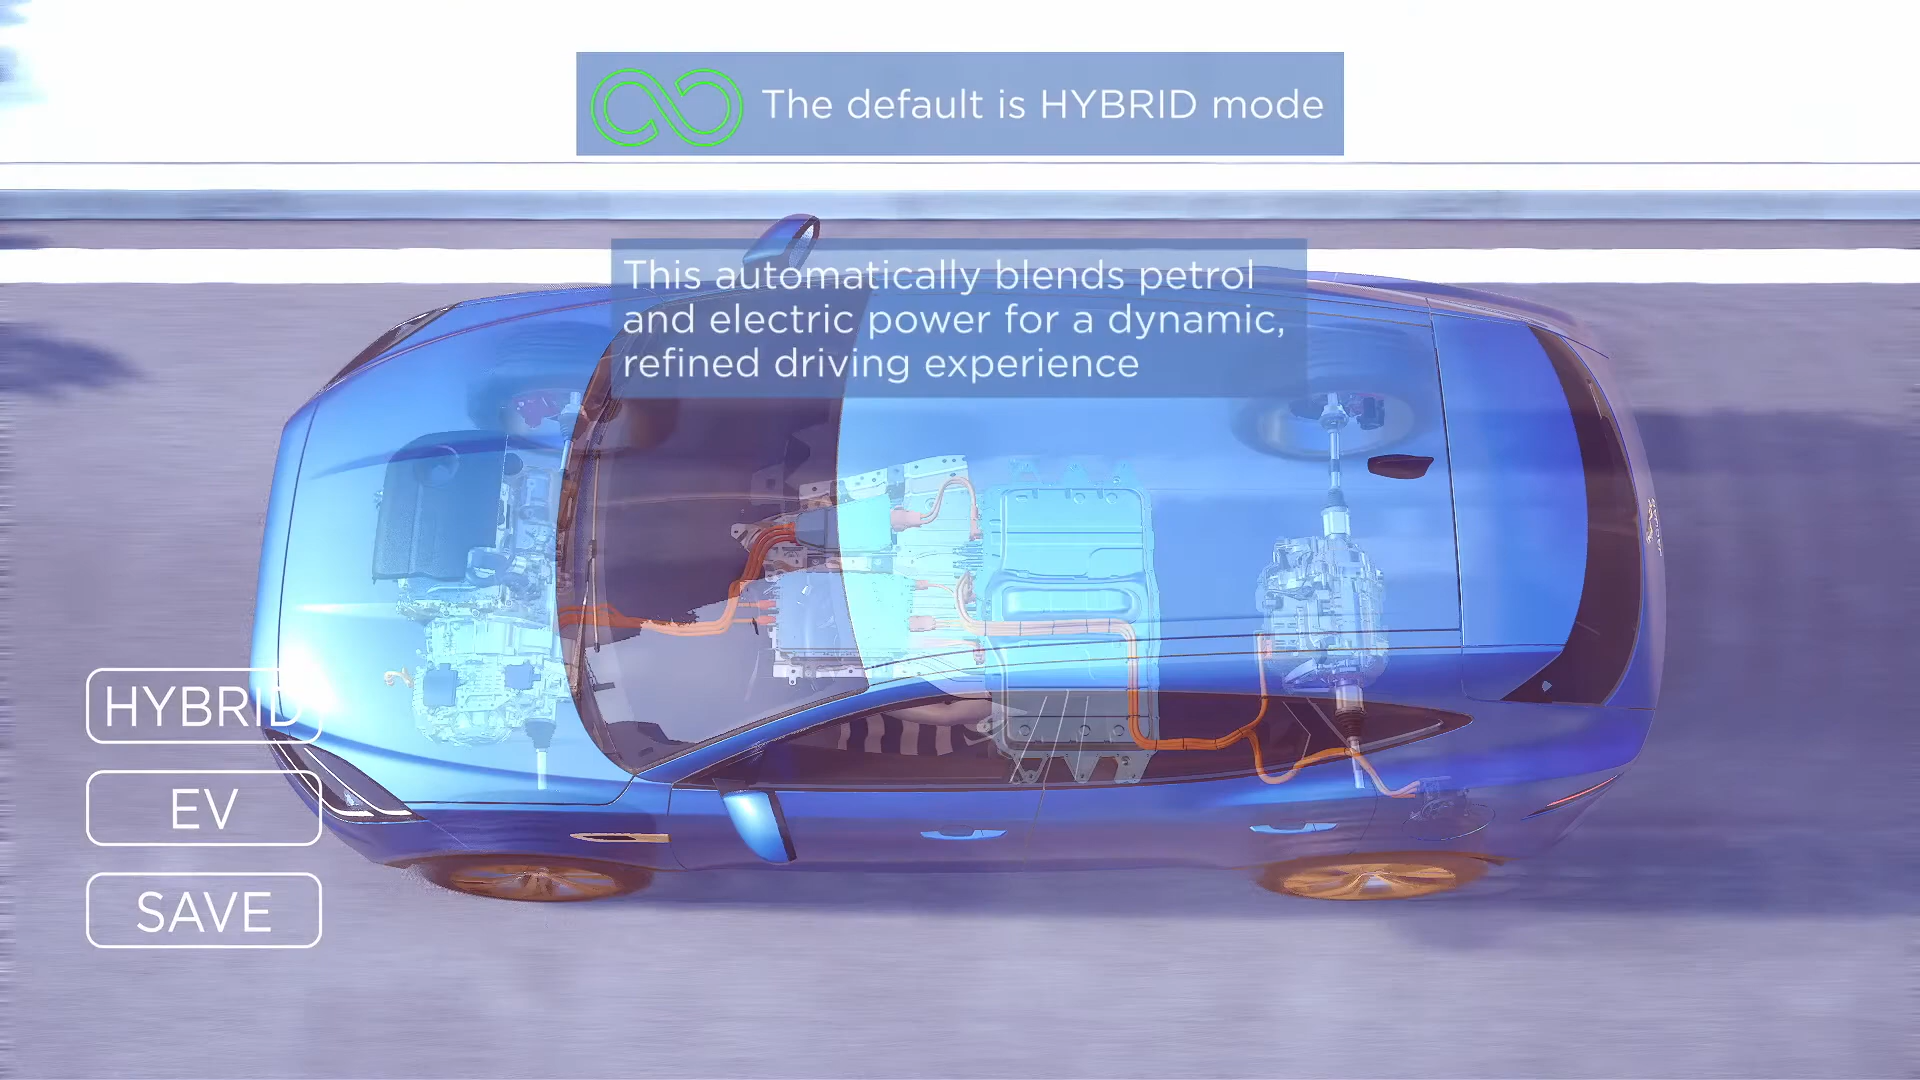 The default is HYBRID mode
This automatically blends petrol
and electric power for a dynamic,
refined driving experience
HYBRID
EV
SAVE